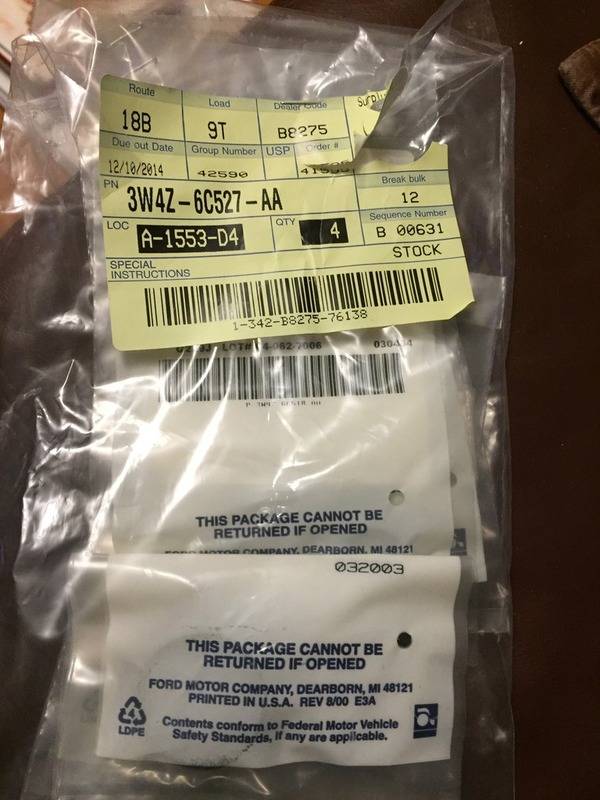 Route
Load
Dealer Code
18B
9T
B8275
Due out Date
Group Number
USP
Order #
12/10/2014
42590
PN
3W4Z-6C527-AA
Break bulk
12
LOC
A-1553-D4
QTY
4
Sequence Number
B 00631
STOCK
SPECIAL
INSTRUCTIONS
1-342-B8275-76138
THIS PACKAGE CANNOT BE
RETURNED IF OPENED
FORD MOTOR COMPANY, DEARBORN, MI 48121
032003
THIS PACKAGE CANNOT BE
RETURNED IF OPENED
FORD MOTOR COMPANY, DEARBORN, MI 48121
PRINTED IN U.S.A. REV 8/00 E3A
4
LDPE
Contents conform to Federal Motor Vehicle
Safety Standards, if any are applicable.